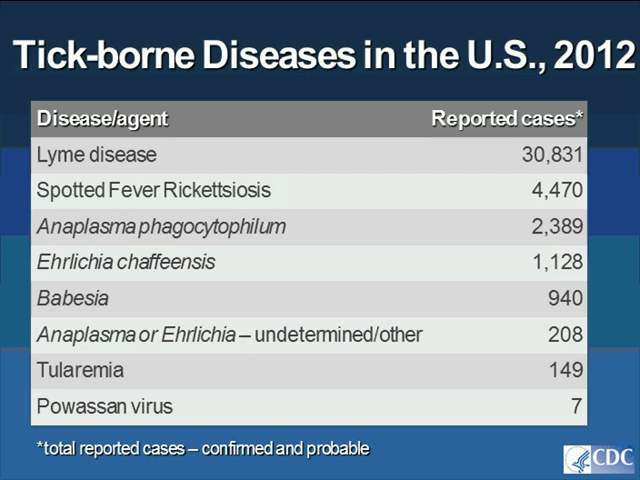 Tick-borne Diseases in the U.S., 2012
Disease/agent Reported cases*
Lyme disease 30,831
Spotted Fever Rickettsiosis 4,470
Anaplasma phagocytophilum 2,389
Ehrlichia chaffeensis 1,128
Babesia 940
Anaplasma or Ehrlichia – undetermined/other 208
Tularemia 149
Powassan virus 7
*total reported cases – confirmed and probable
CDC